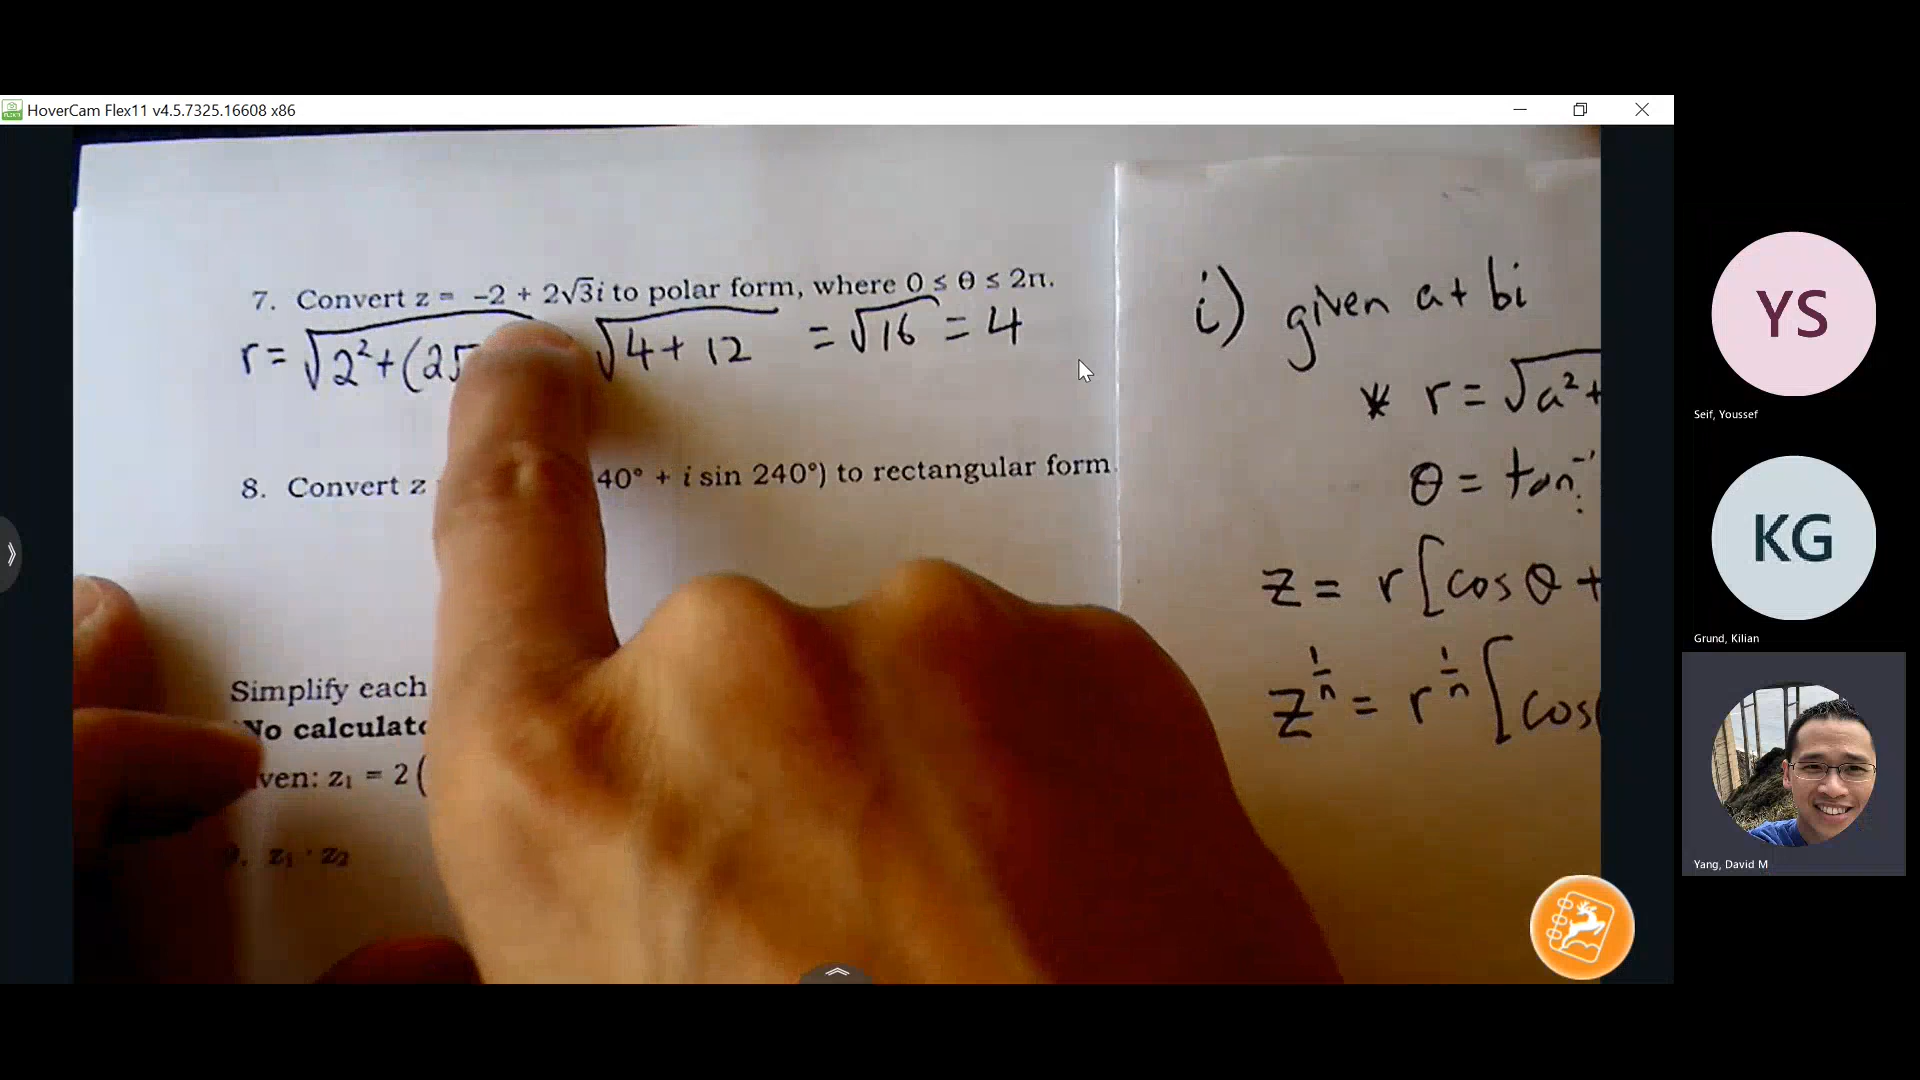 HoverCam Flex11 v4.5.7325.16608 x86
7. Convert z = −2 + 2√3i to polar form, where 0 ≤ θ ≤ 2π.
r = √2² + (2√ √4 + 12 = √16 = 4
8. Convert z 40° + i sin 240°) to rectangular form
Simplify each
No calculato
ven: z₁ = 2 (
z₁ · z₂
i) given a + bi
* r = √a² +
θ = tan⁻¹
z = r[cos θ +
z^(1/n) = r^(1/n) [cos(
YS
Seif, Youssef
KG
Grund, Kilian
Yang, David M